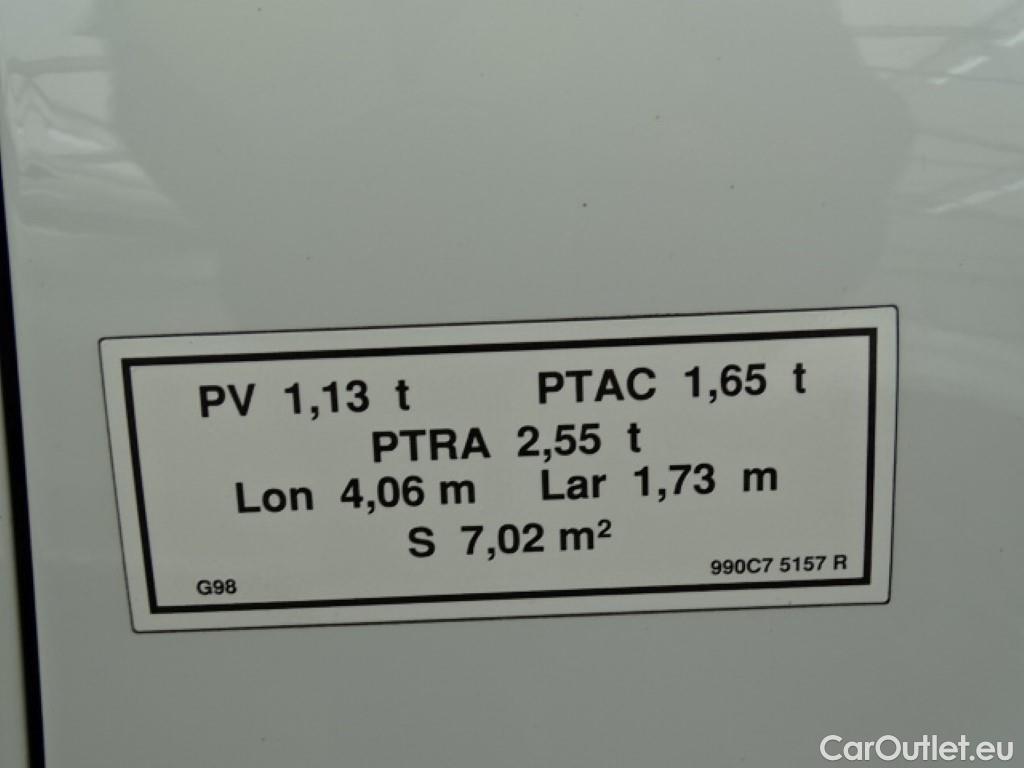 PV 1,13 t PTAC 1,65 t
PTRA 2,55 t
Lon 4,06 m Lar 1,73 m
S 7,02 m²
G98 990C7 5157 R
CarOutlet.eu